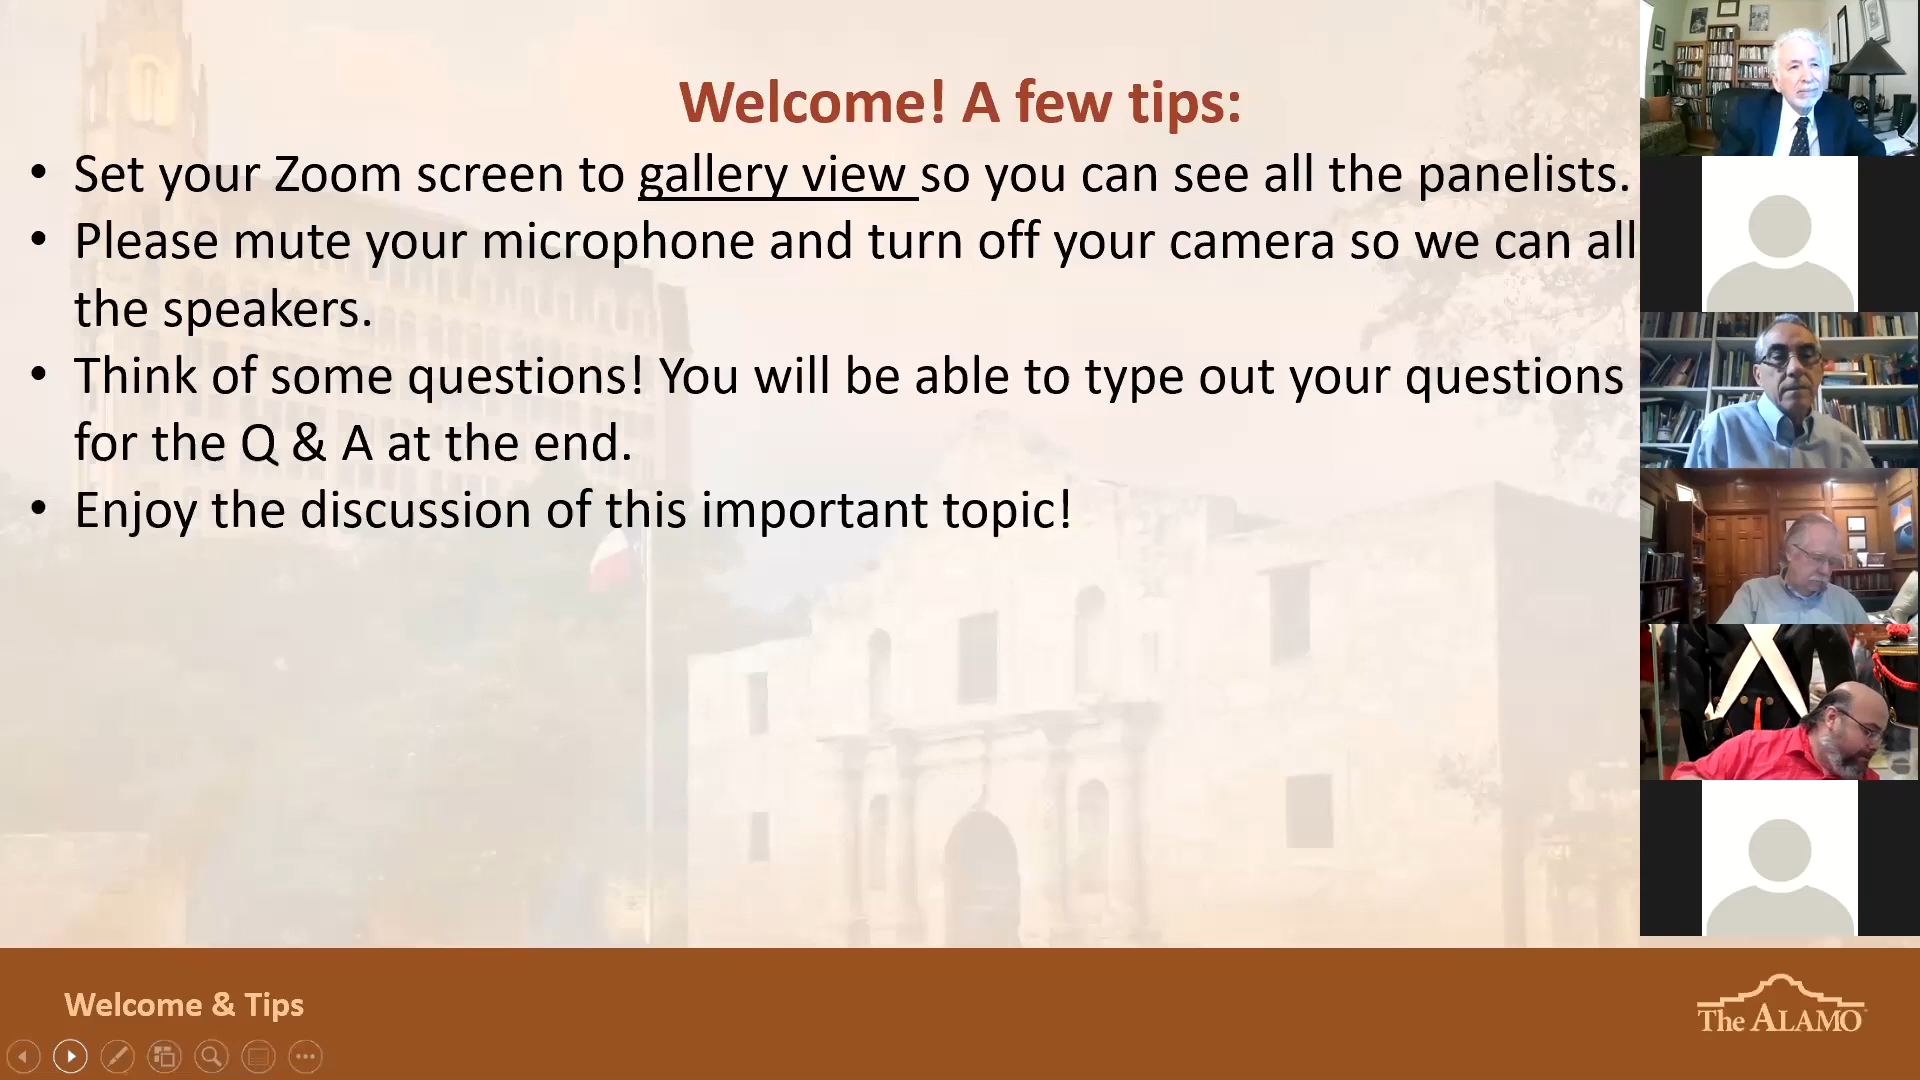 Welcome! A few tips:
• Set your Zoom screen to gallery view so you can see all the panelists.
• Please mute your microphone and turn off your camera so we can all
the speakers.
• Think of some questions! You will be able to type out your questions
for the Q & A at the end.
• Enjoy the discussion of this important topic!
Welcome & Tips
The ALAMO